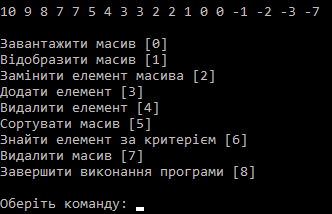 10 9 8 7 7 5 4 3 3 2 2 1 0 0 -1 -2 -3 -7
Завантажити масив [0]
Відобразити масив [1]
Замінити елемент масива [2]
Додати елемент [3]
Видалити елемент [4]
Сортувати масив [5]
Знайти елемент за критерієм [6]
Видалити масив [7]
Завершити виконання програми [8]
Оберіть команду: